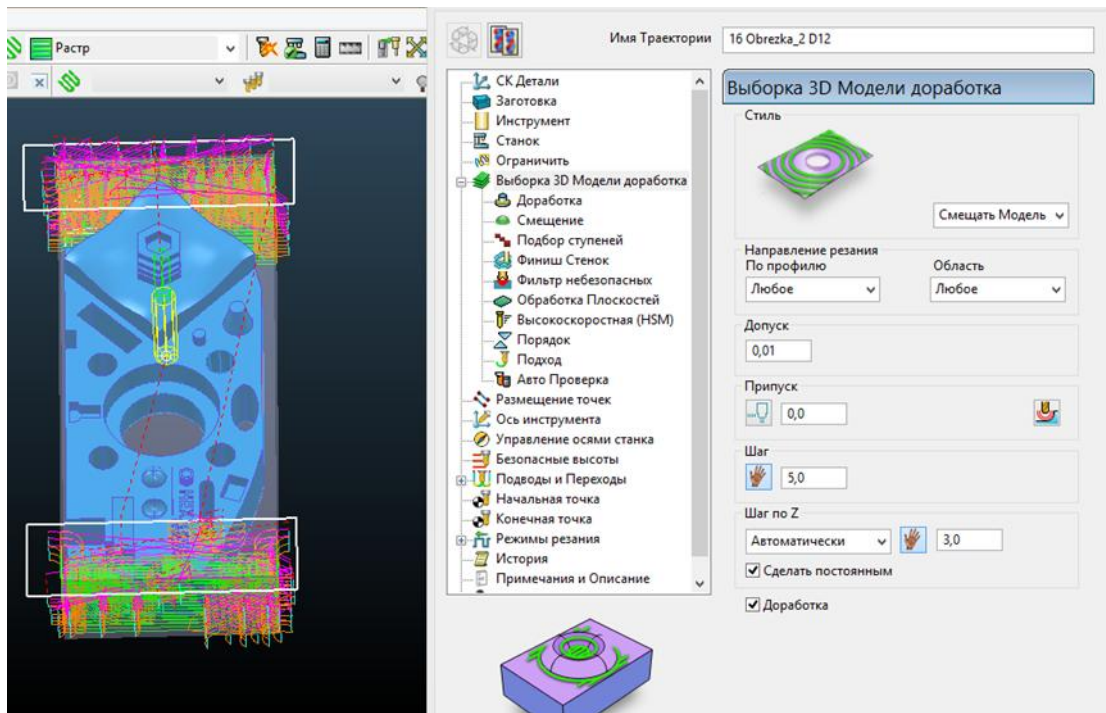 Растр
Имя Траектории
16 Obrezka_2 D12
СК Детали
Заготовка
Инструмент
Станок
Ограничить
Выборка 3D Модели доработка
Доработка
Смещение
Подбор ступеней
Финиш Стенок
Фильтр небезопасных
Обработка Плоскостей
Высокоскоростная (HSM)
Порядок
Подход
Авто Проверка
Размещение точек
Ось инструмента
Управление осями станка
Безопасные высоты
Подводы и Переходы
Начальная точка
Конечная точка
Режимы резания
История
Примечания и Описание
Выборка 3D Модели доработка
Стиль
Смещать Модель
Направление резания
По профилю Область
Любое Любое
Допуск
0,01
Припуск
0,0
Шаг
5,0
Шаг по Z
Автоматически 3,0
Сделать постоянным
Доработка